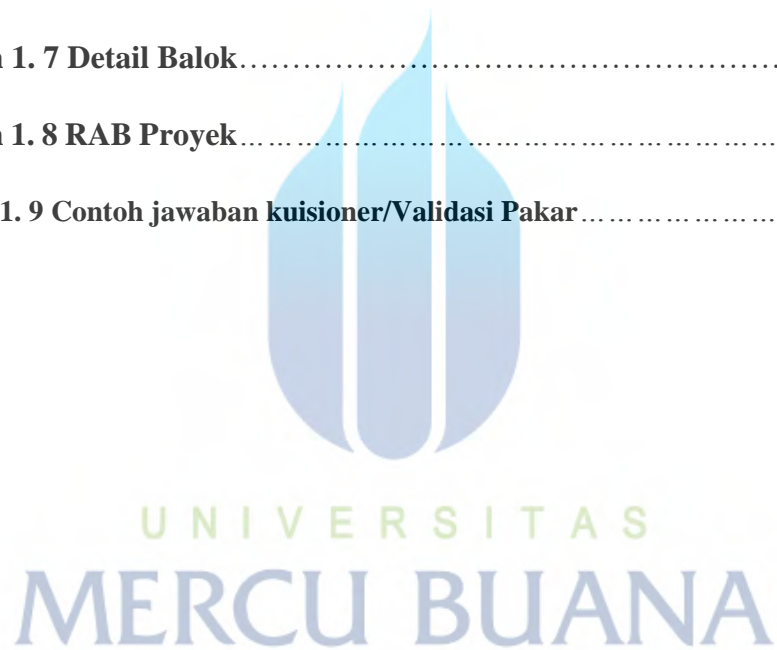 n 1. 7 Detail Balok......................................................
n 1. 8 RAB Proyek......................................................
1. 9 Contoh jawaban kuisioner/Validasi Pakar.....................
UNIVERSITAS
MERCU BUANA